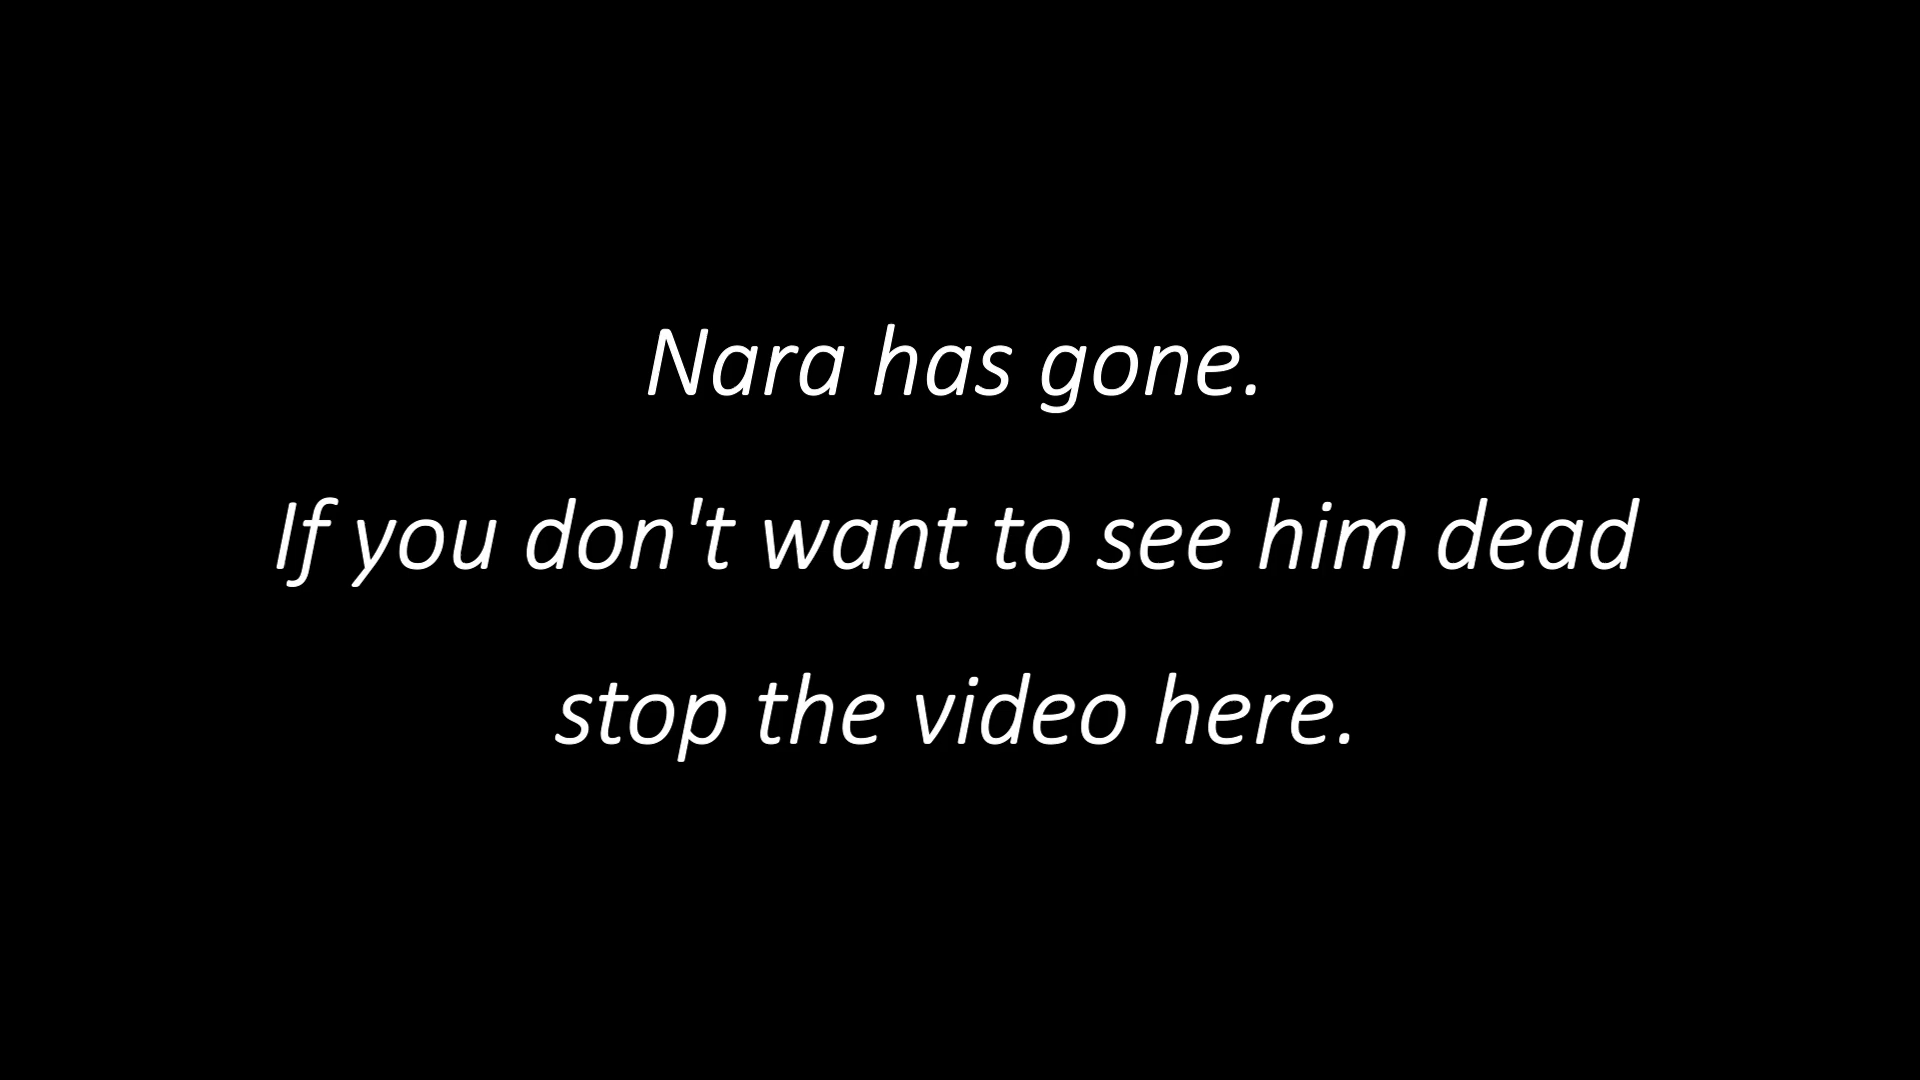 Nara has gone.
If you don't want to see him dead
stop the video here.